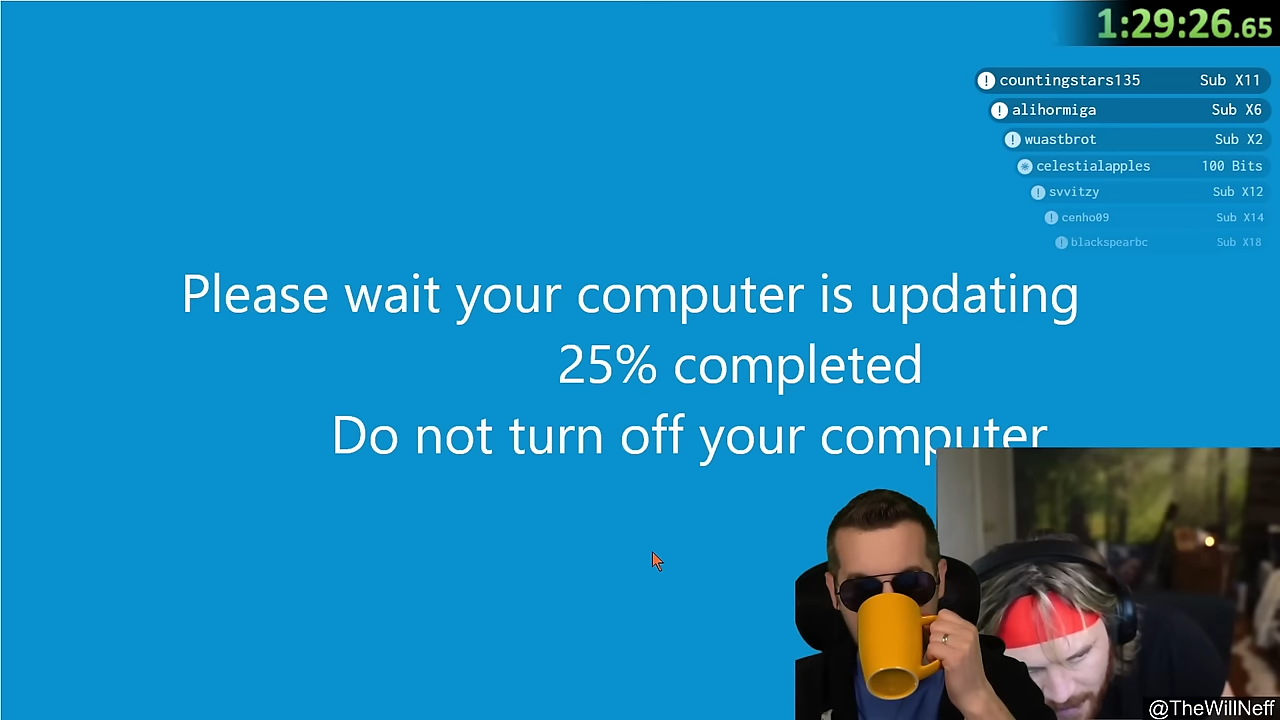 1:29:26.65
countingstars135 Sub X11
alihormiga Sub X6
wuastbrot Sub X2
celestialapples 100 Bits
svvitzy Sub X12
cenho09 Sub X14
blackspearbc Sub X18
Please wait your computer is updating
25% completed
Do not turn off your computer
@TheWillNeff